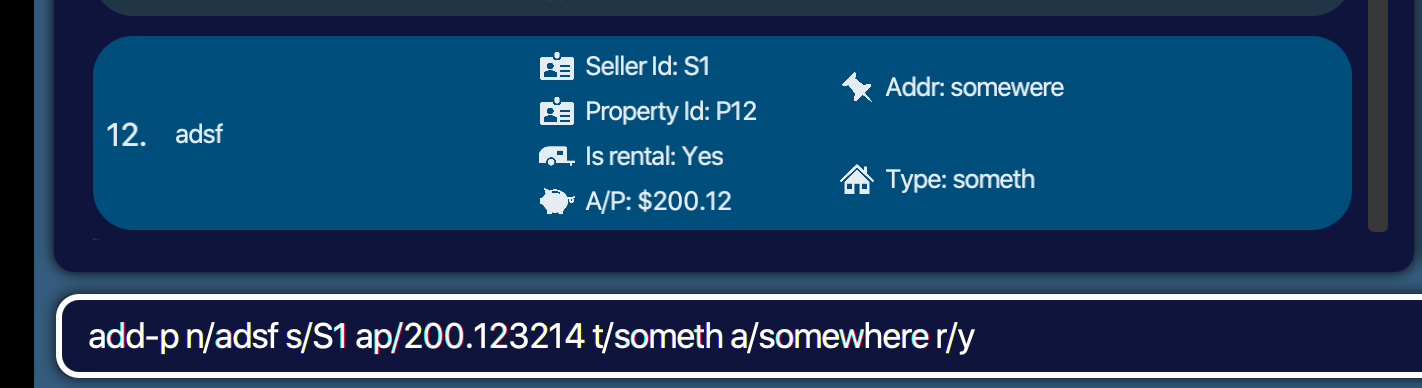 12. adsf
Seller Id: S1
Property Id: P12
Is rental: Yes
A/P: $200.12
Addr: somewere
Type: someth
add-p n/adsf s/S1 ap/200.123214 t/someth a/somewhere r/y